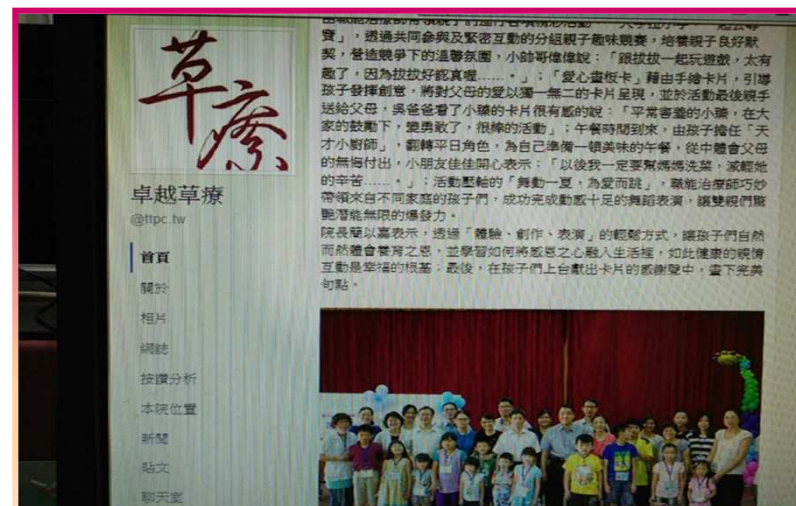 草療
卓越草療
@ttpc.tw
首頁
關於
相片
網誌
按讚分析
本院位置
新聞
貼文
聊天室
賽」，透過共同參與及緊密互動的分組親子趣味競賽，培養親子良好默
契，營造競爭下的溫馨氛圍，小帥哥偉偉說：「跟拔拔一起玩遊戲，太有
趣了，因為拔拔好認真喔……。」；「愛心畫板卡」藉由手繪卡片，引導
孩子發揮創意，將對父母的愛以獨一無二的卡片呈現，並於活動最後親手
送給父母，吳爸爸看了小臻的卡片很有感的說：「平常害羞的小臻，在大
家的鼓勵下，變勇敢了，很棒的活動」；午餐時間到來，由孩子擔任「天
才小廚師」，翻轉平日角色，為自己準備一頓美味的午餐，從中體會父母
的無悔付出，小朋友佳佳開心表示：「以後我一定要幫媽媽洗菜，減輕她
的辛苦……。」；活動壓軸的「舞動一夏，為愛而跳」，職能治療師巧妙
帶領來自不同家庭的孩子們，成功完成動感十足的舞蹈表演，讓雙親們驚
艷潛能無限的爆發力。
院長簡以嘉表示，透過「體驗、創作、表演」的輕鬆方式，讓孩子們自然
而然體會養育之恩，並學習如何將感恩之心融入生活裡，如此健康的親情
互動是幸福的根基；最後，在孩子們上台獻出卡片的感謝聲中，畫下完美
句點。